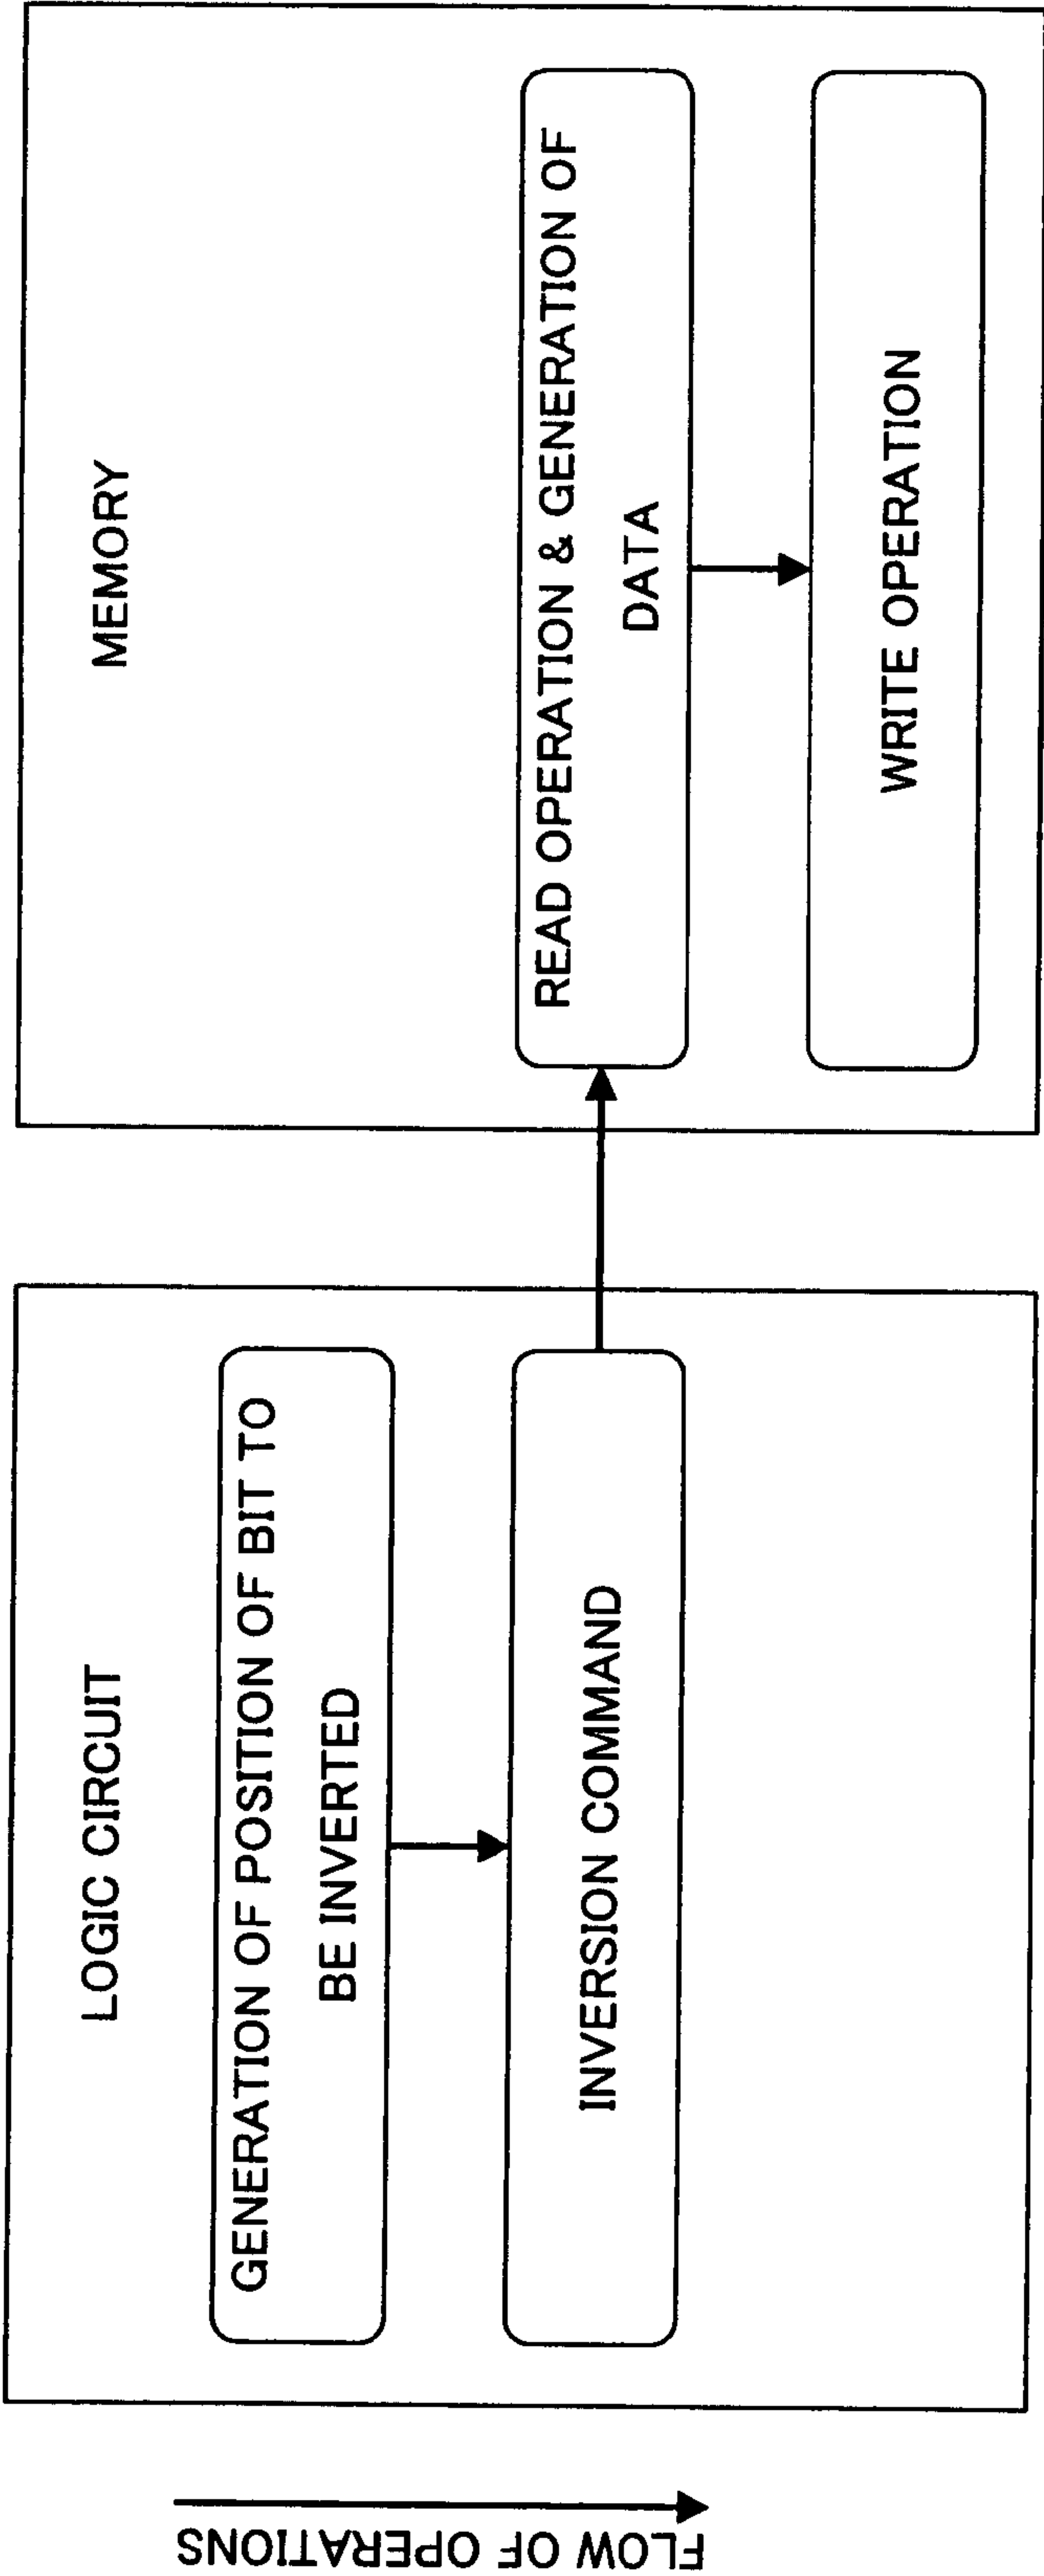 FLOW OF OPERATIONS
LOGIC CIRCUIT
GENERATION OF POSITION OF BIT TO
BE INVERTED
INVERSION COMMAND
MEMORY
READ OPERATION & GENERATION OF
DATA
WRITE OPERATION